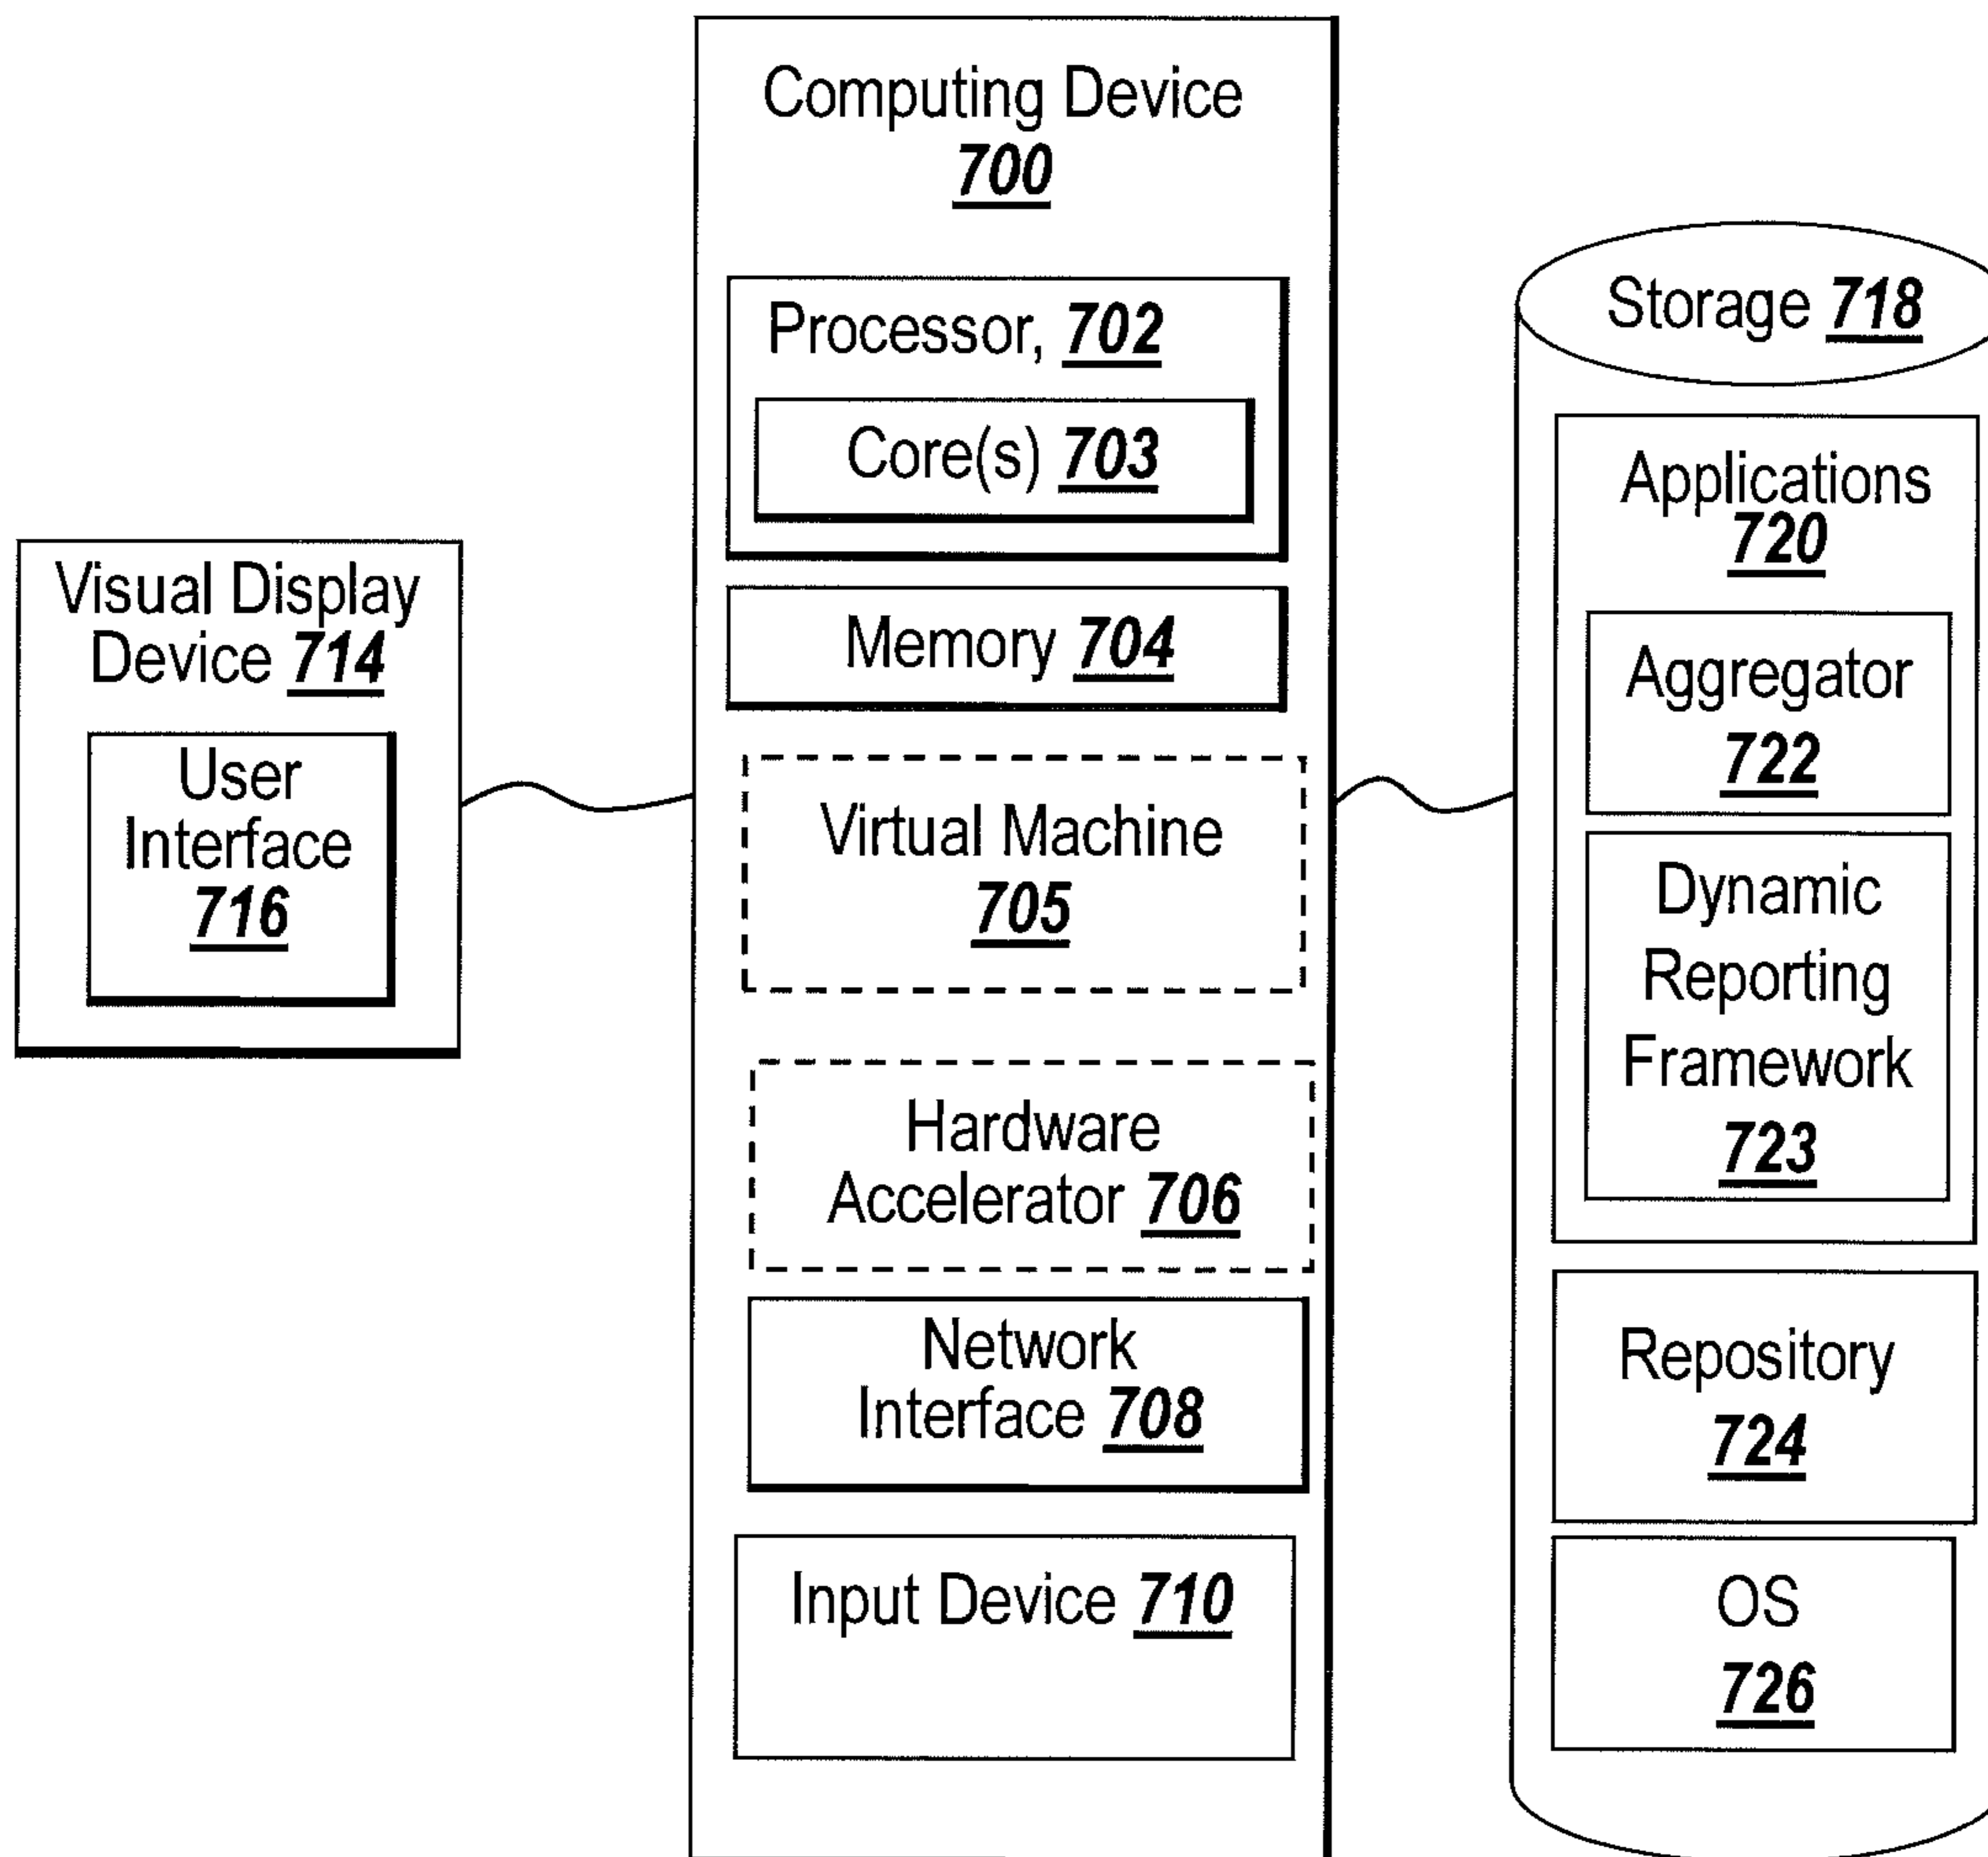 Computing Device
700
Processor, 702
Core(s) 703
Memory 704
Virtual Machine
705
Hardware
Accelerator 706
Network
Interface 708
Input Device 710
Visual Display
Device 714
User
Interface
716
Storage 718
Applications
720
Aggregator
722
Dynamic
Reporting
Framework
723
Repository
724
OS
726